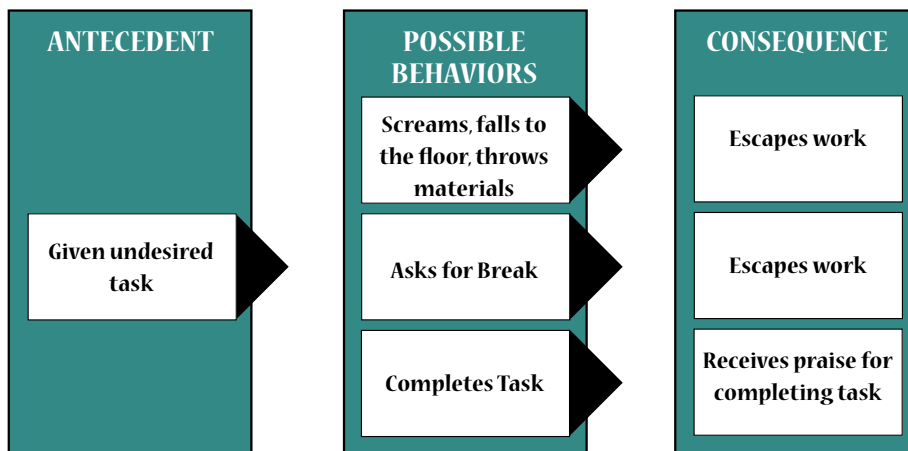 ANTECEDENT
Given undesired
task
POSSIBLE
BEHAVIORS
Screams, falls to
the floor, throws
materials
Asks for Break
Completes Task
CONSEQUENCE
Escapes work
Escapes work
Receives praise for
completing task